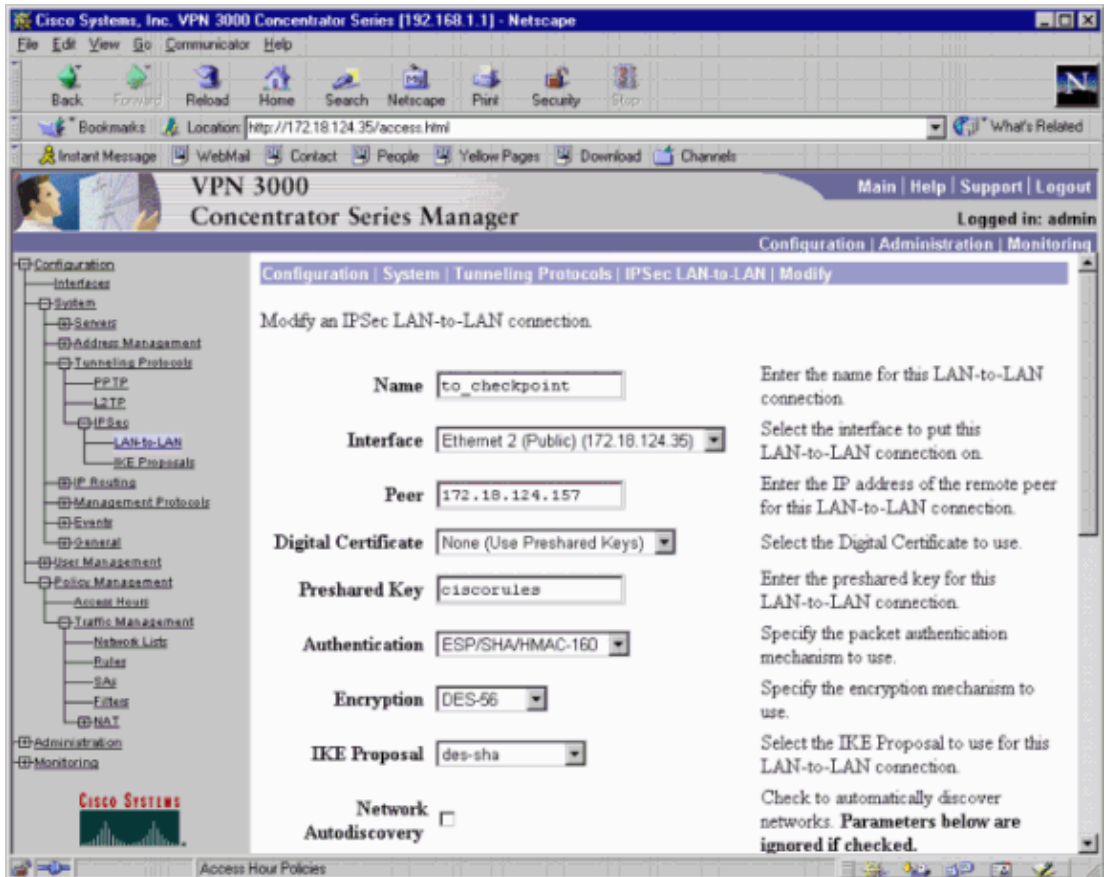 Cisco Systems, Inc. VPN 3000 Concentrator Series [192.168.1.1] - Netscape
File Edit View Go Communicator Help
Back Forward Reload Home Search Netscape Print Security Stop
N
Bookmarks Location: http://172.18.124.35/access.html What's Related
Instant Message WebMail Contact People Yellow Pages Download Channels
VPN 3000
Concentrator Series Manager
Main | Help | Support | Logout
Logged in: admin
Configuration | Administration | Monitoring
Configuration
Interfaces
System
Servers
Address Management
Tunneling Protocols
PPTP
L2TP
IPSec
LAN-to-LAN
IKE Proposals
IP Routing
Management Protocols
Events
General
User Management
Policy Management
Access Hours
Traffic Management
Network Lists
Rules
SAs
Filters
NAT
Administration
Monitoring
CISCO SYSTEMS
Configuration | System | Tunneling Protocols | IPSec LAN-to-LAN | Modify
Modify an IPSec LAN-to-LAN connection.
Name to_checkpoint Enter the name for this LAN-to-LAN
connection.
Interface Ethernet 2 (Public) (172.18.124.35) Select the interface to put this
LAN-to-LAN connection on.
Peer 172.18.124.157 Enter the IP address of the remote peer
for this LAN-to-LAN connection.
Digital Certificate None (Use Preshared Keys) Select the Digital Certificate to use.
Preshared Key ciscorules Enter the preshared key for this
LAN-to-LAN connection.
Authentication ESP/SHA/HMAC-160 Specify the packet authentication
mechanism to use.
Encryption DES-56 Specify the encryption mechanism to
use.
IKE Proposal des-sha Select the IKE Proposal to use for this
LAN-to-LAN connection.
Network
Autodiscovery
Check to automatically discover
networks. Parameters below are
ignored if checked.
Access Hour Policies